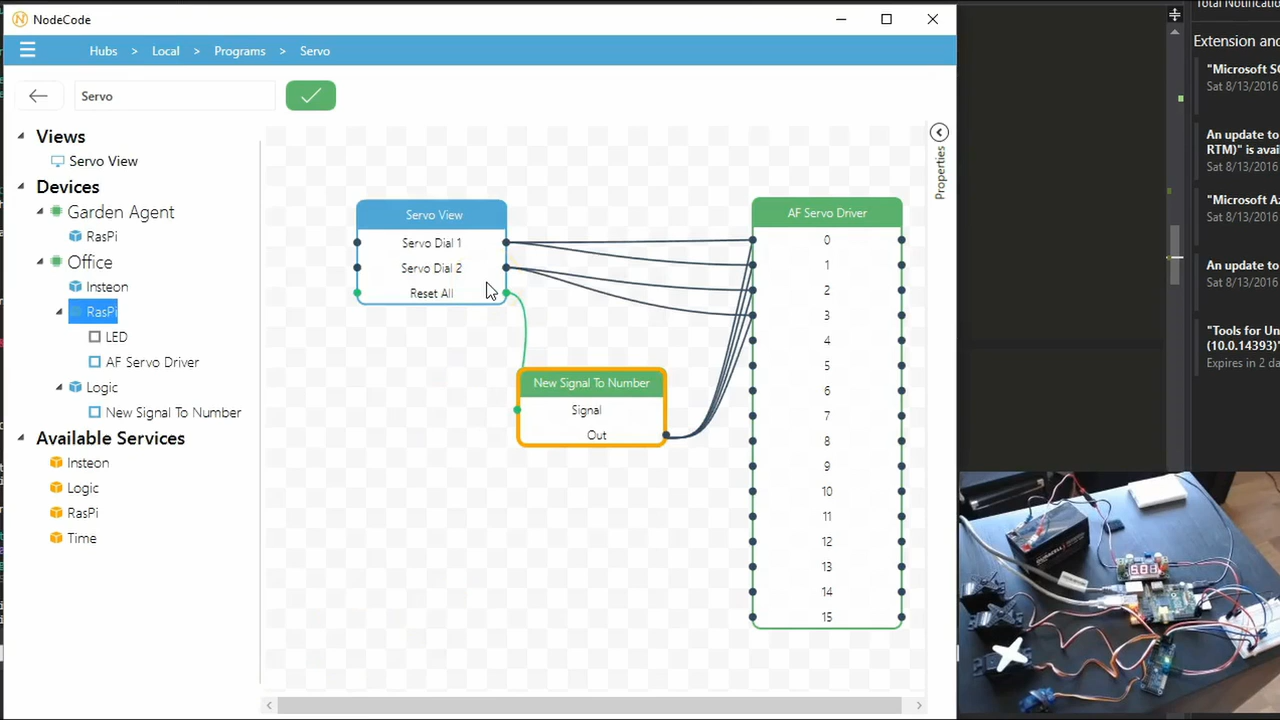 NodeCode
Hubs > Local > Programs > Servo
Servo
Views
Servo View
Devices
Garden Agent
RasPi
Office
Insteon
RasPi
LED
AF Servo Driver
Logic
New Signal To Number
Available Services
Insteon
Logic
RasPi
Time
Servo View
Servo Dial 1
Servo Dial 2
Reset All
New Signal To Number
Signal
Out
AF Servo Driver
0
1
2
3
4
5
6
7
8
9
10
11
12
13
14
15
Properties
Total Notification
Extension and
"Microsoft SQ
Sat 8/13/2016
An update to
RTM)" is avai
Sat 8/13/2016
"Microsoft Az
Sat 8/13/2016
An update to
Sat 8/13/2016
"Tools for Un
(10.0.14393)"
Expires in 2 da
DURACELL